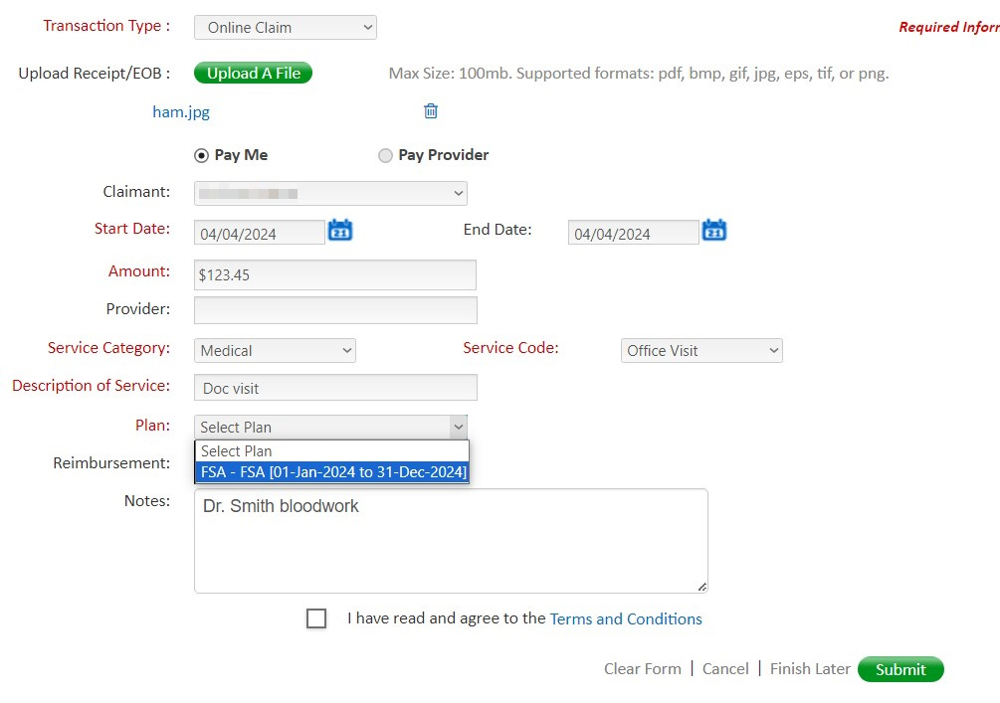 Transaction Type : Online Claim Required Infor
Upload Receipt/EOB : Upload A File Max Size: 100mb. Supported formats: pdf, bmp, gif, jpg, eps, tif, or png.
ham.jpg
Pay Me Pay Provider
Claimant:
Start Date: 04/04/2024 21 End Date: 04/04/2024 21
Amount: $123.45
Provider:
Service Category: Medical Service Code: Office Visit
Description of Service: Doc visit
Plan: Select Plan
Select Plan
Reimbursement: FSA - FSA [01-Jan-2024 to 31-Dec-2024]
Notes: Dr. Smith bloodwork
I have read and agree to the Terms and Conditions
Clear Form | Cancel | Finish Later Submit